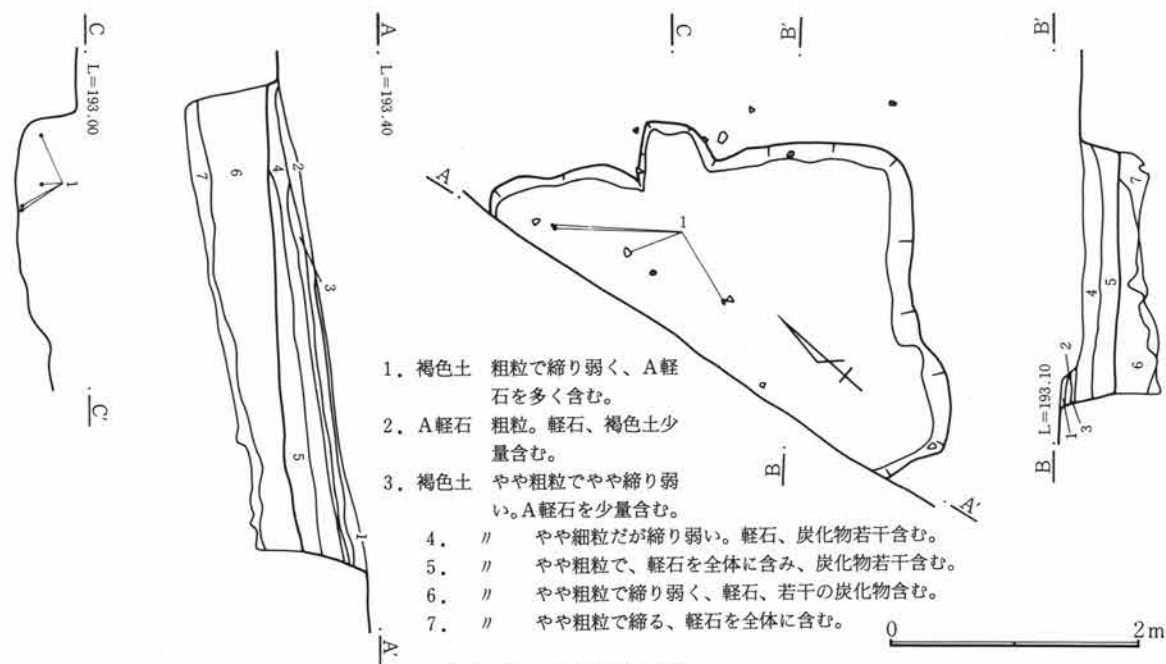 C
L=193.00
1
C'
A
L=193.40
7
6
4
2
3
5
1
A'
C
B'
A
1
B
A'
B'
7
4
5
2
6
L=193.10
B
1
3
1．褐色土　粗粒で締り弱く、A軽
石を多く含む。
2．A軽石　粗粒。軽石、褐色土少
量含む。
3．褐色土　やや粗粒でやや締り弱
い。A軽石を少量含む。
4．　〃　やや細粒だが締り弱い。軽石、炭化物若干含む。
5．　〃　やや粗粒で、軽石を全体に含み、炭化物若干含む。
6．　〃　やや粗粒で締り弱く、軽石、若干の炭化物含む。
7．　〃　やや粗粒で締る、軽石を全体に含む。
0　2m